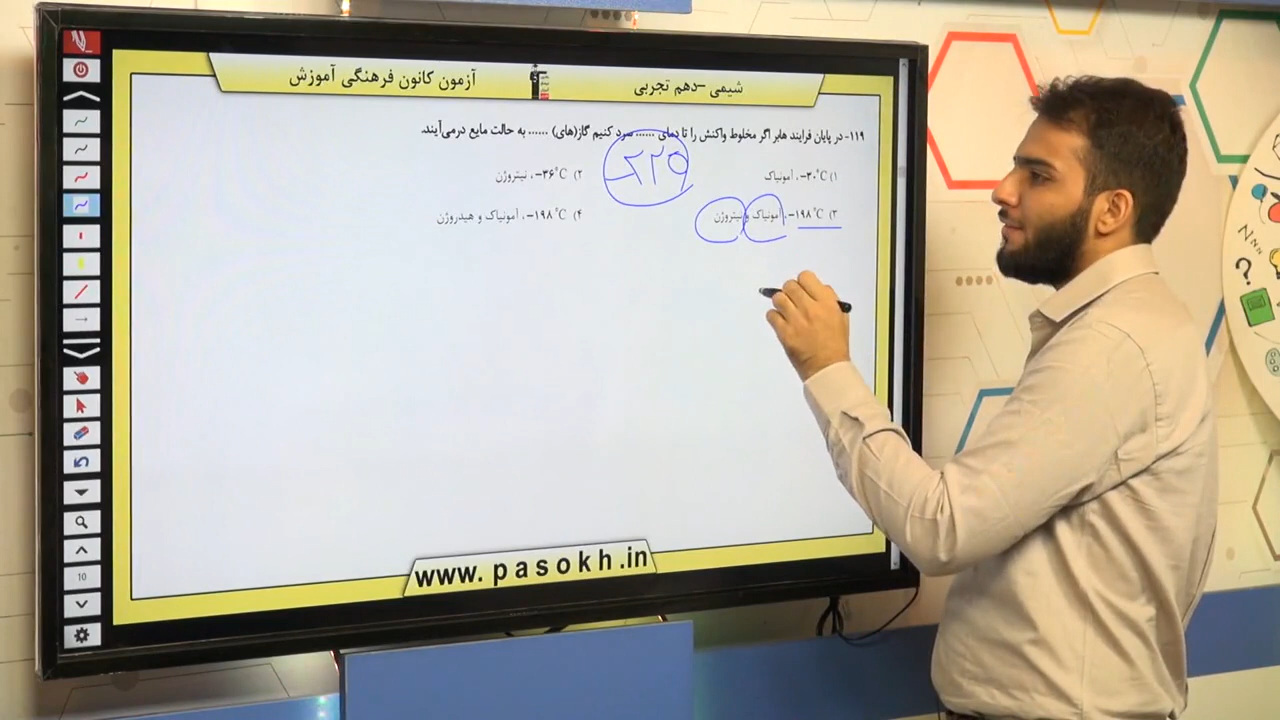 شیمی -دهم تجربی
آزمون کانون فرهنگی آموزش
۱۱۹- در پایان فرایند هابر اگر مخلوط واکنش را تا دمای ...... سرد کنیم گاز(های) ...... به حالت مایع درمی‌آیند.
۱) ۳۰°C-، آمونیاک
۲) ۳۶°C-، نیتروژن
-۲۲۵
۳) ۱۹۸°C-، آمونیاک و نیتروژن
۴) ۱۹۸°C-، آمونیاک و هیدروژن
www. pasokh.in
10